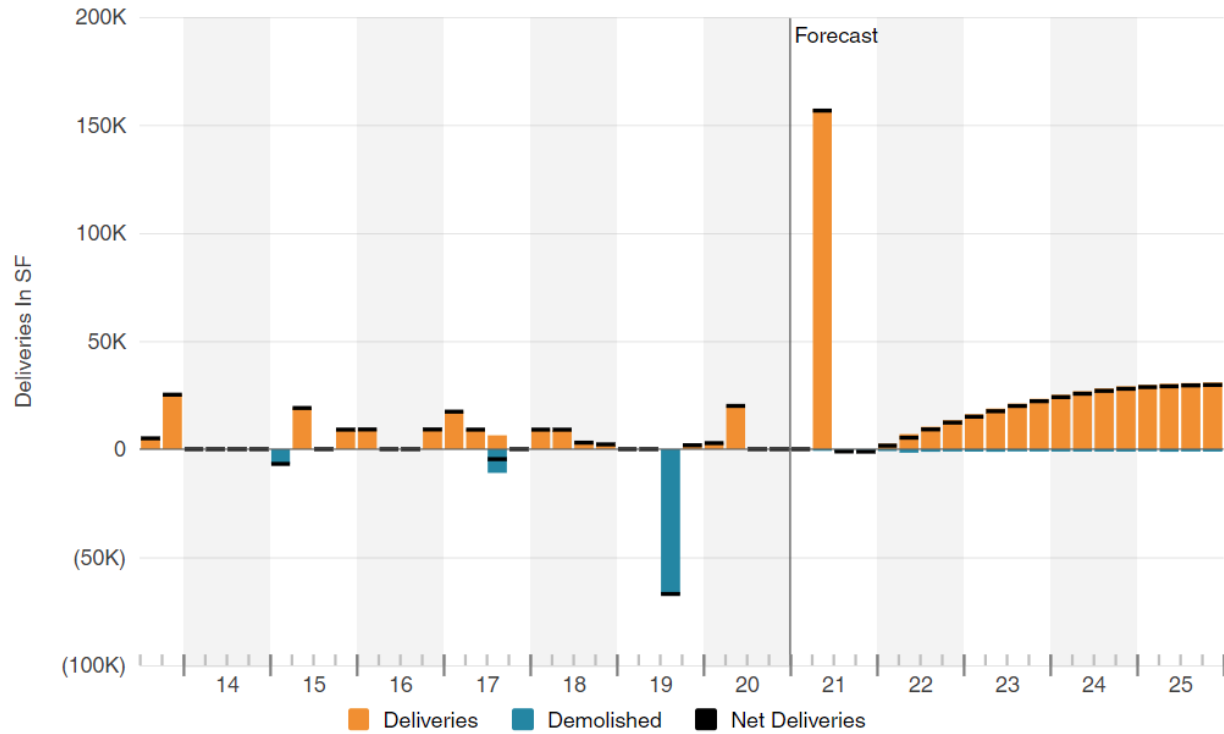 200K
Forecast
150K
100K
50K
0
(50K)
(100K)
Deliveries In SF
14 15 16 17 18 19 20 21 22 23 24 25
Deliveries Demolished Net Deliveries